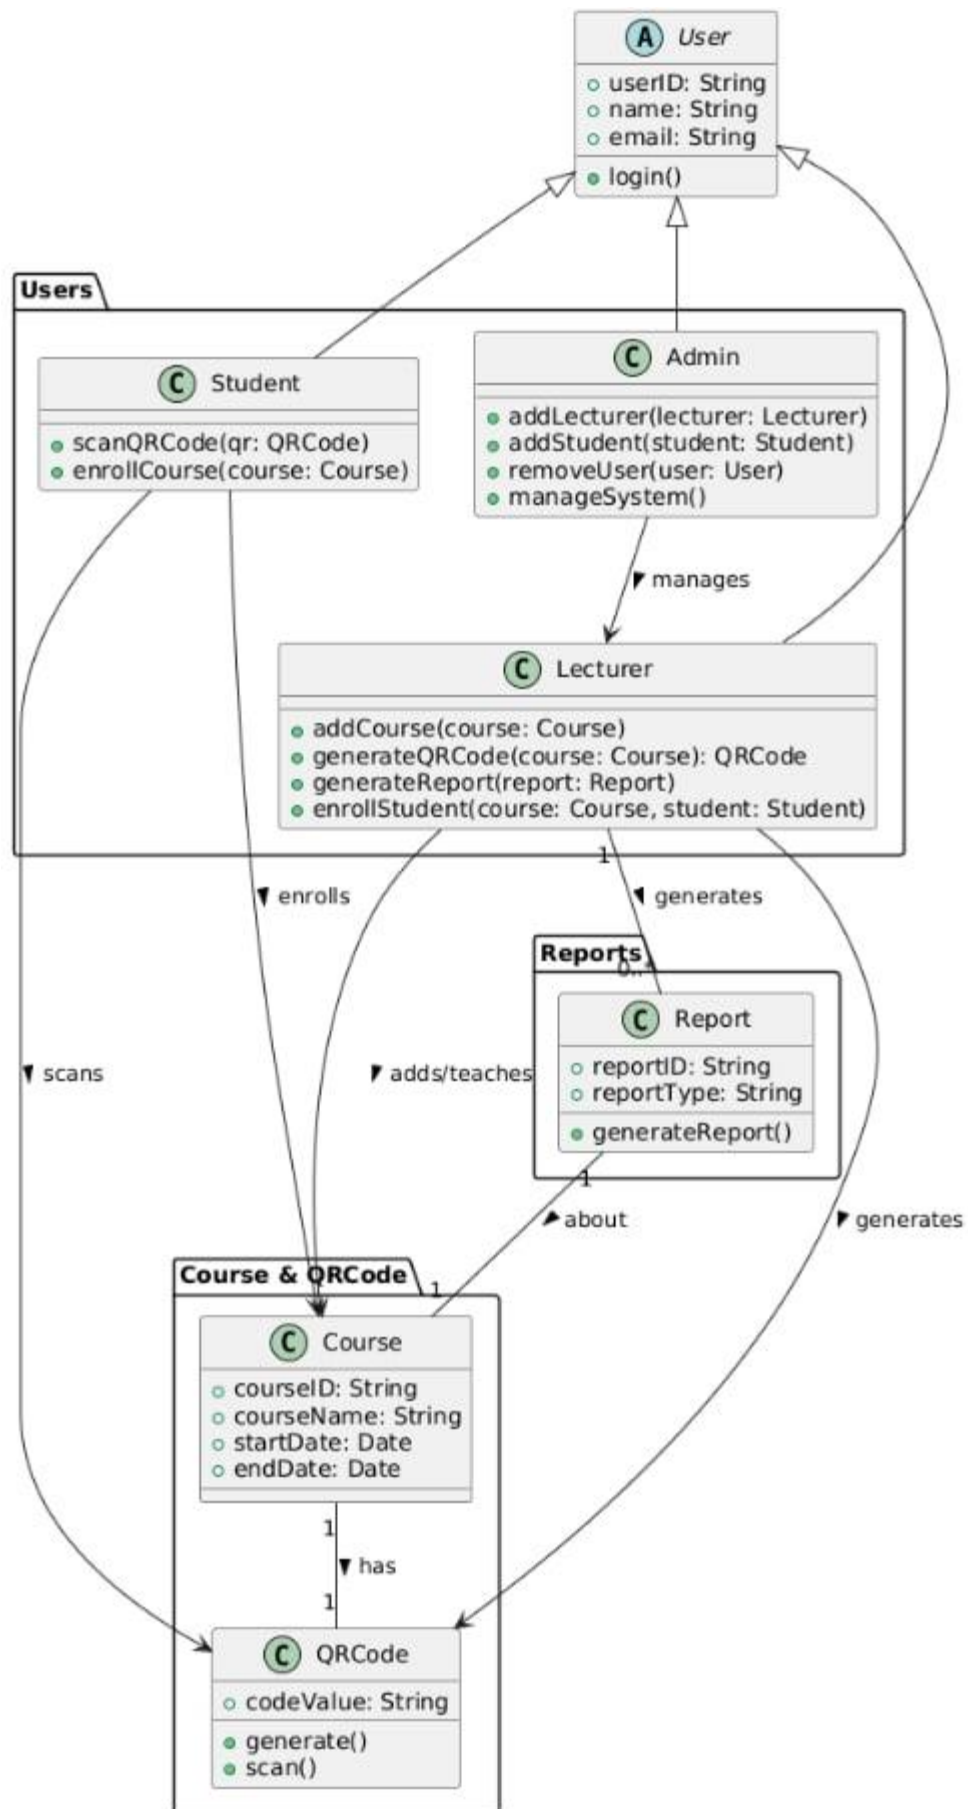 A User
userID: String
name: String
email: String
login()
Users
C Student
scanQRCode(qr: QRCode)
enrollCourse(course: Course)
C Admin
addLecturer(lecturer: Lecturer)
addStudent(student: Student)
removeUser(user: User)
manageSystem()
manages
C Lecturer
addCourse(course: Course)
generateQRCode(course: Course): QRCode
generateReport(report: Report)
enrollStudent(course: Course, student: Student)
1
enrolls
generates
Reports
0..*
C Report
reportID: String
reportType: String
generateReport()
scans
adds/teaches
1
about
generates
Course & QRCode
1
C Course
courseID: String
courseName: String
startDate: Date
endDate: Date
1
has
1
C QRCode
codeValue: String
generate()
scan()